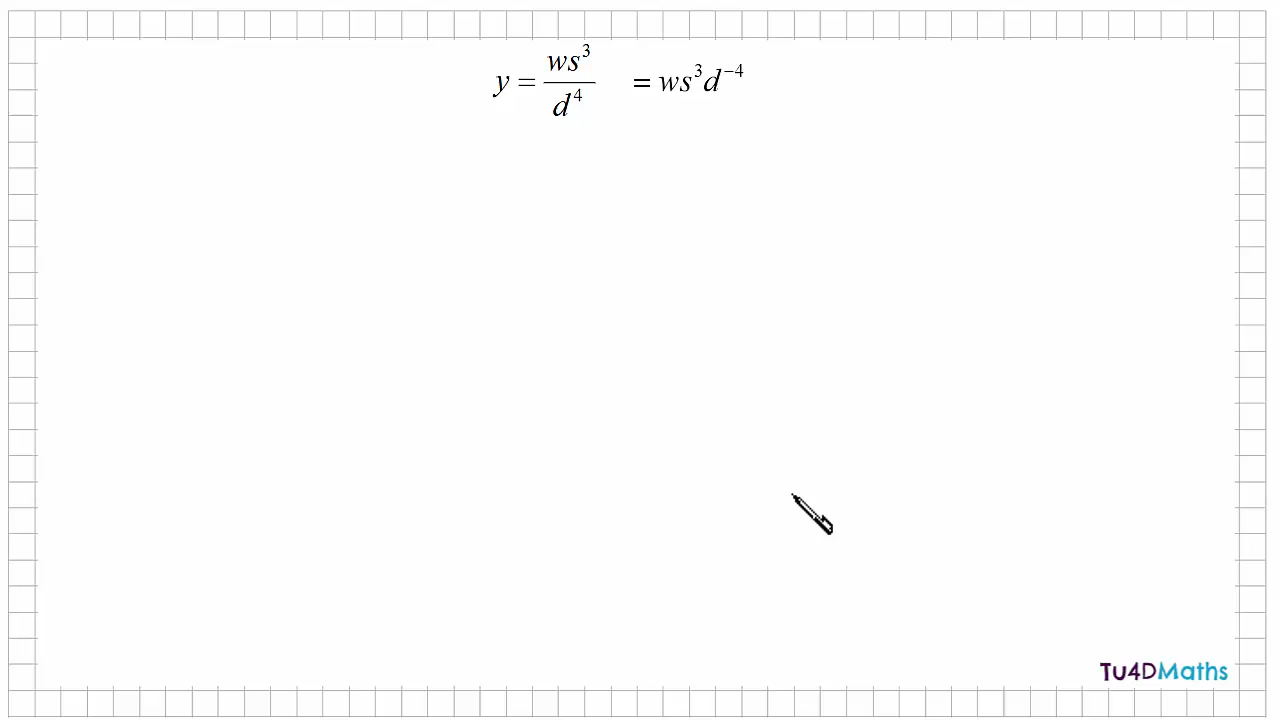 y = ws³/d⁴ = ws³d⁻⁴
Tu4DMaths